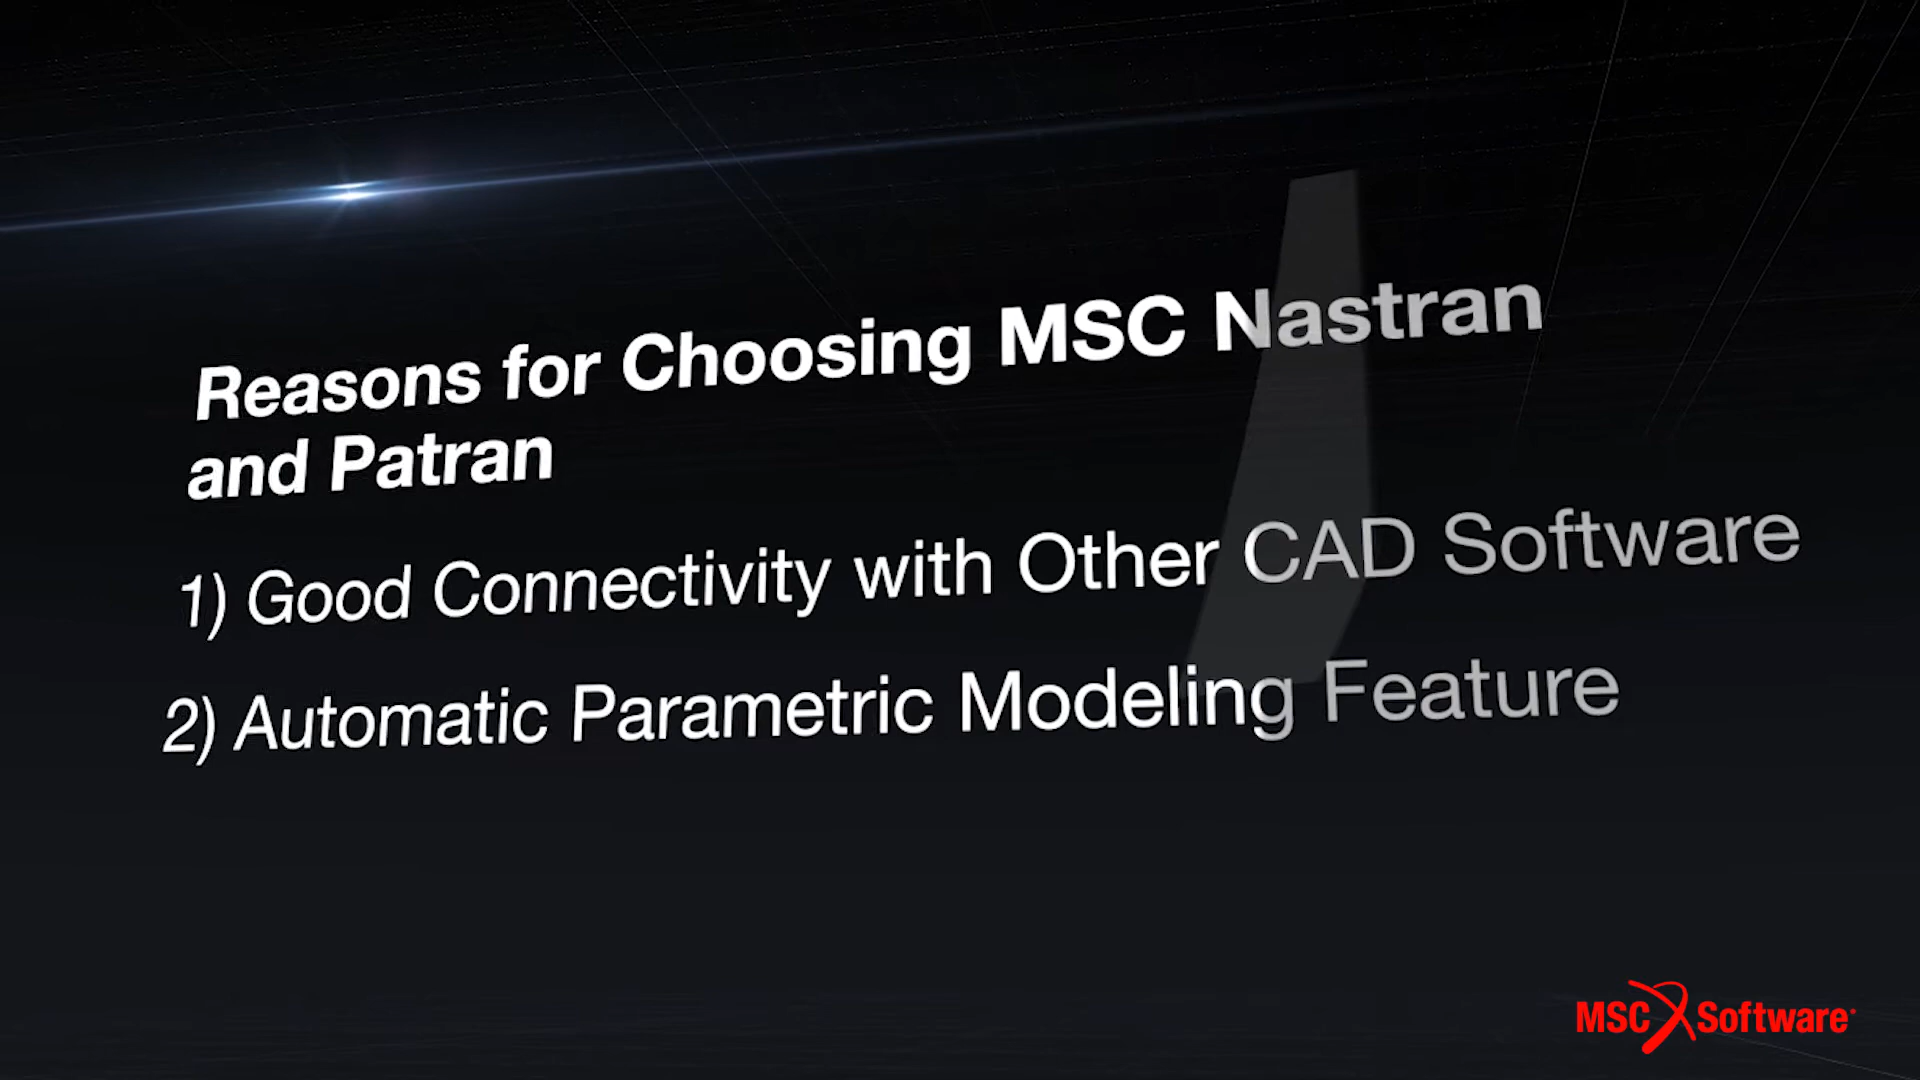 Reasons for Choosing MSC Nastran
and Patran
1) Good Connectivity with Other CAD Software
2) Automatic Parametric Modeling Feature
MSC Software